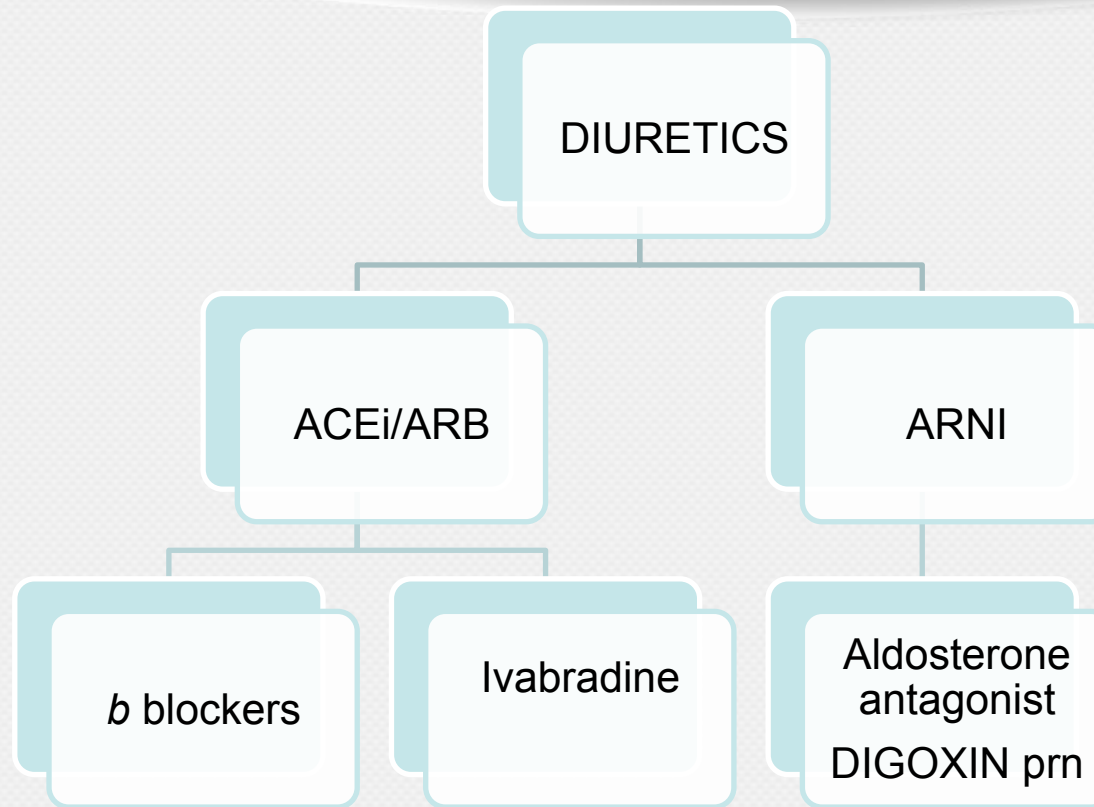 DIURETICS
ACEi/ARB
ARNI
b blockers
Ivabradine
Aldosterone
antagonist
DIGOXIN prn